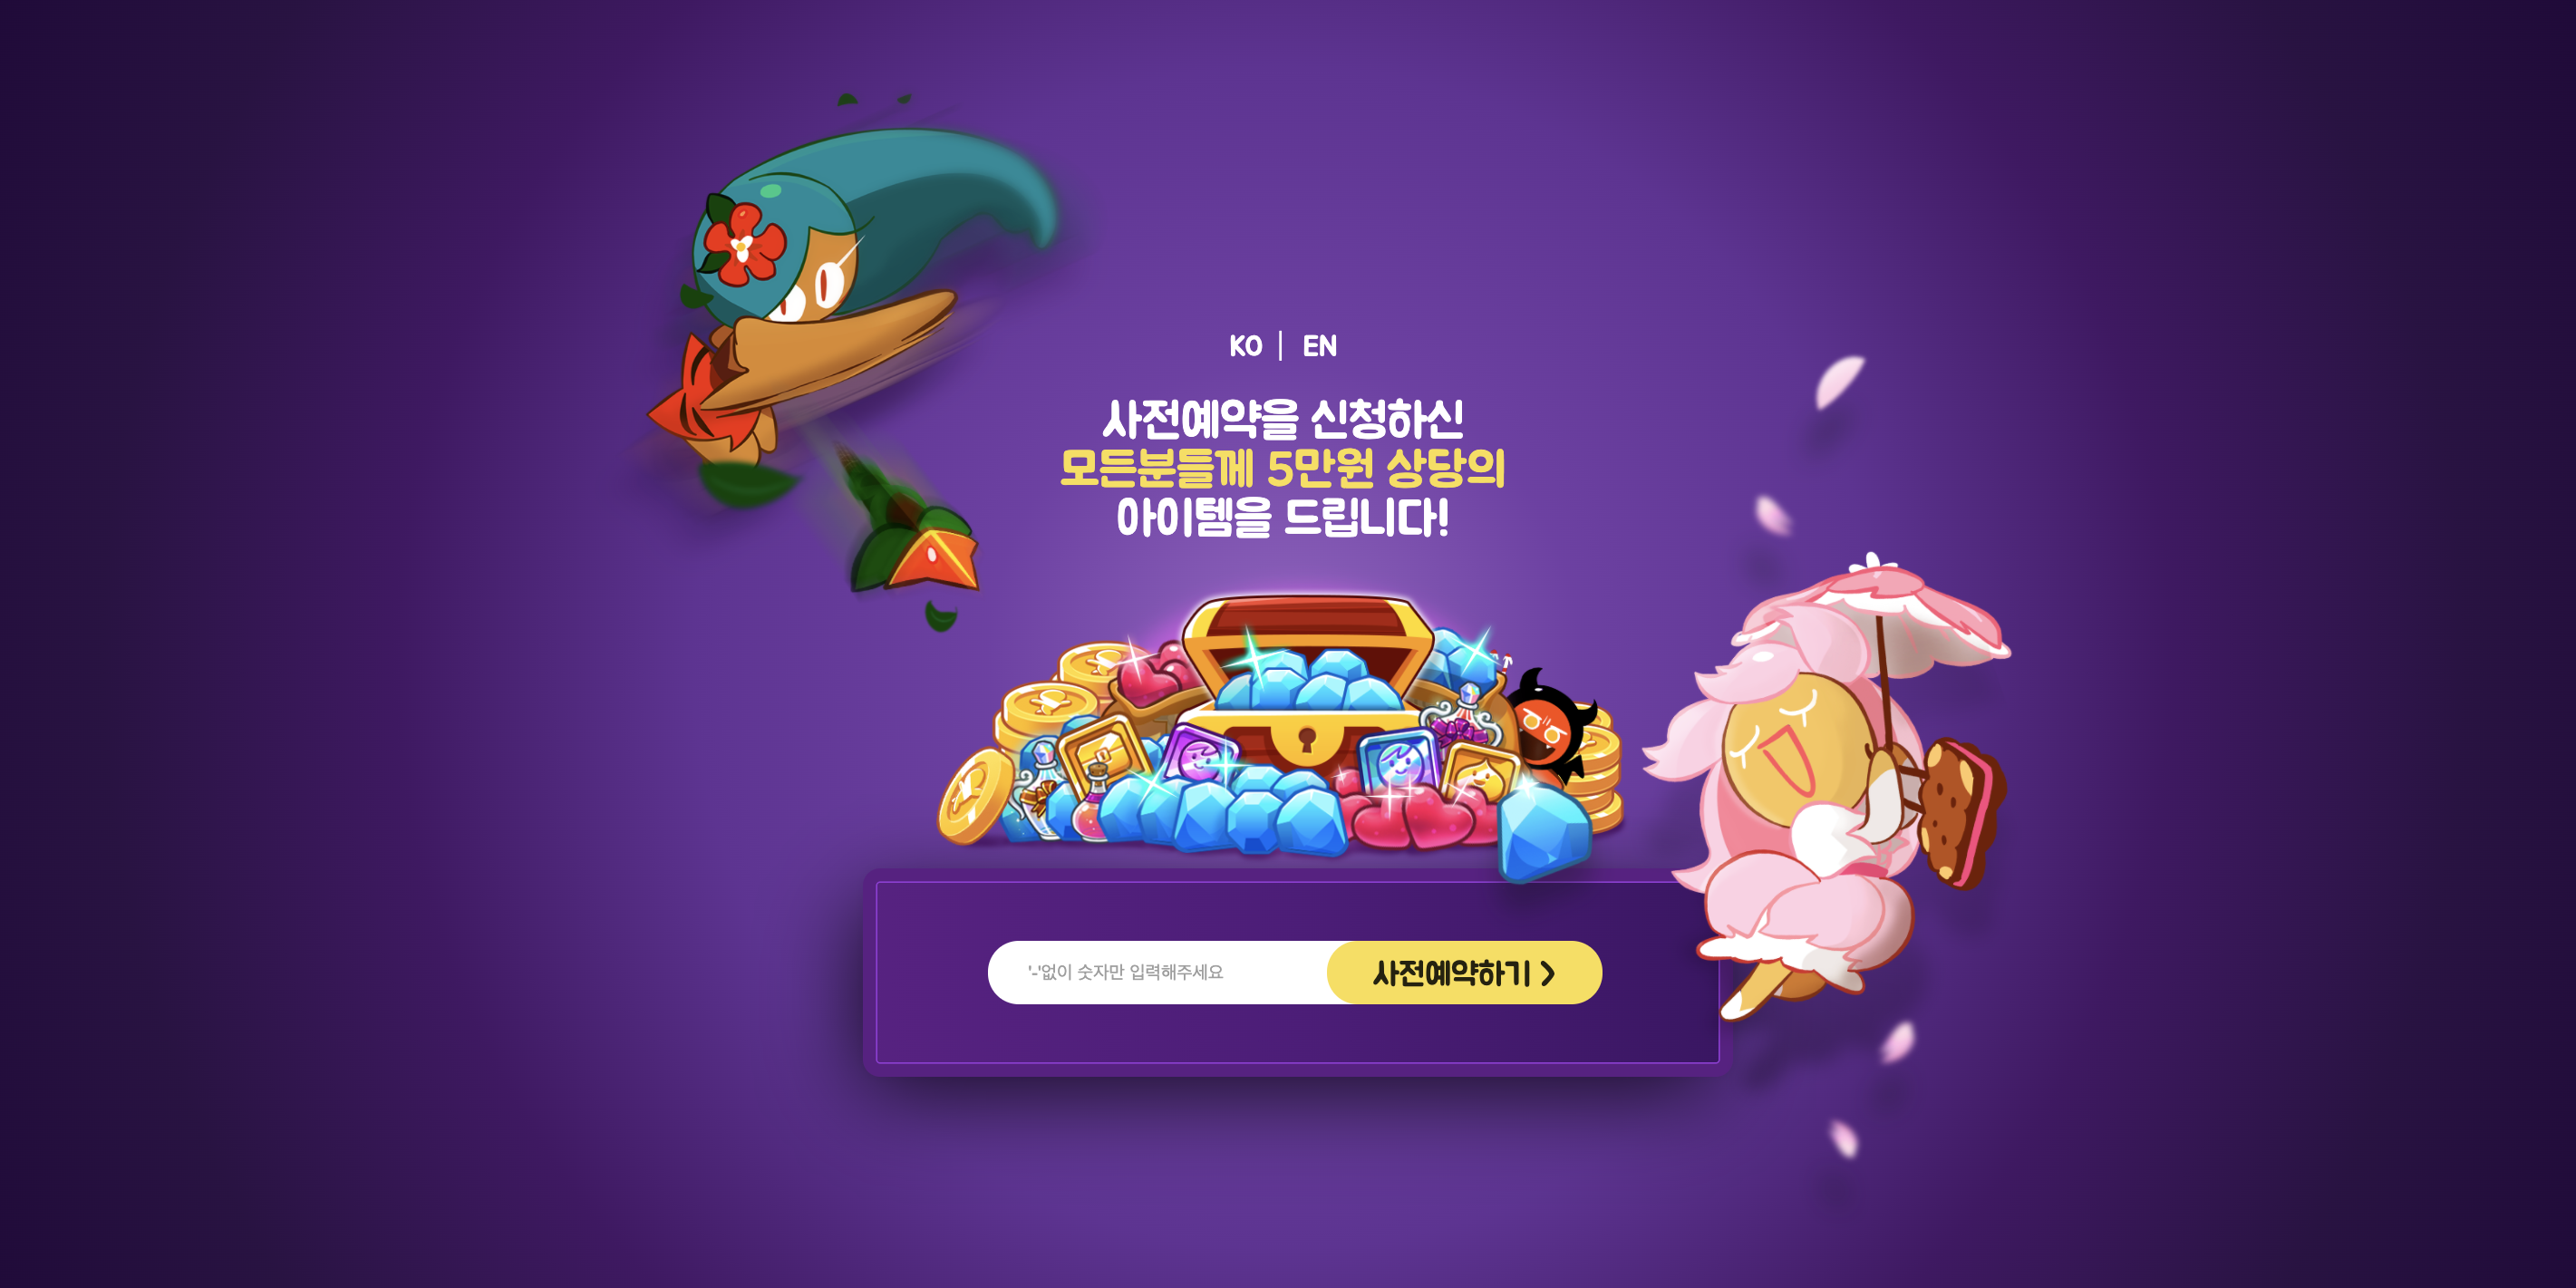 KO | EN
사전예약을 신청하신
모든분들께 5만원 상당의
아이템을 드립니다!
'-'없이 숫자만 입력해주세요
사전예약하기 >